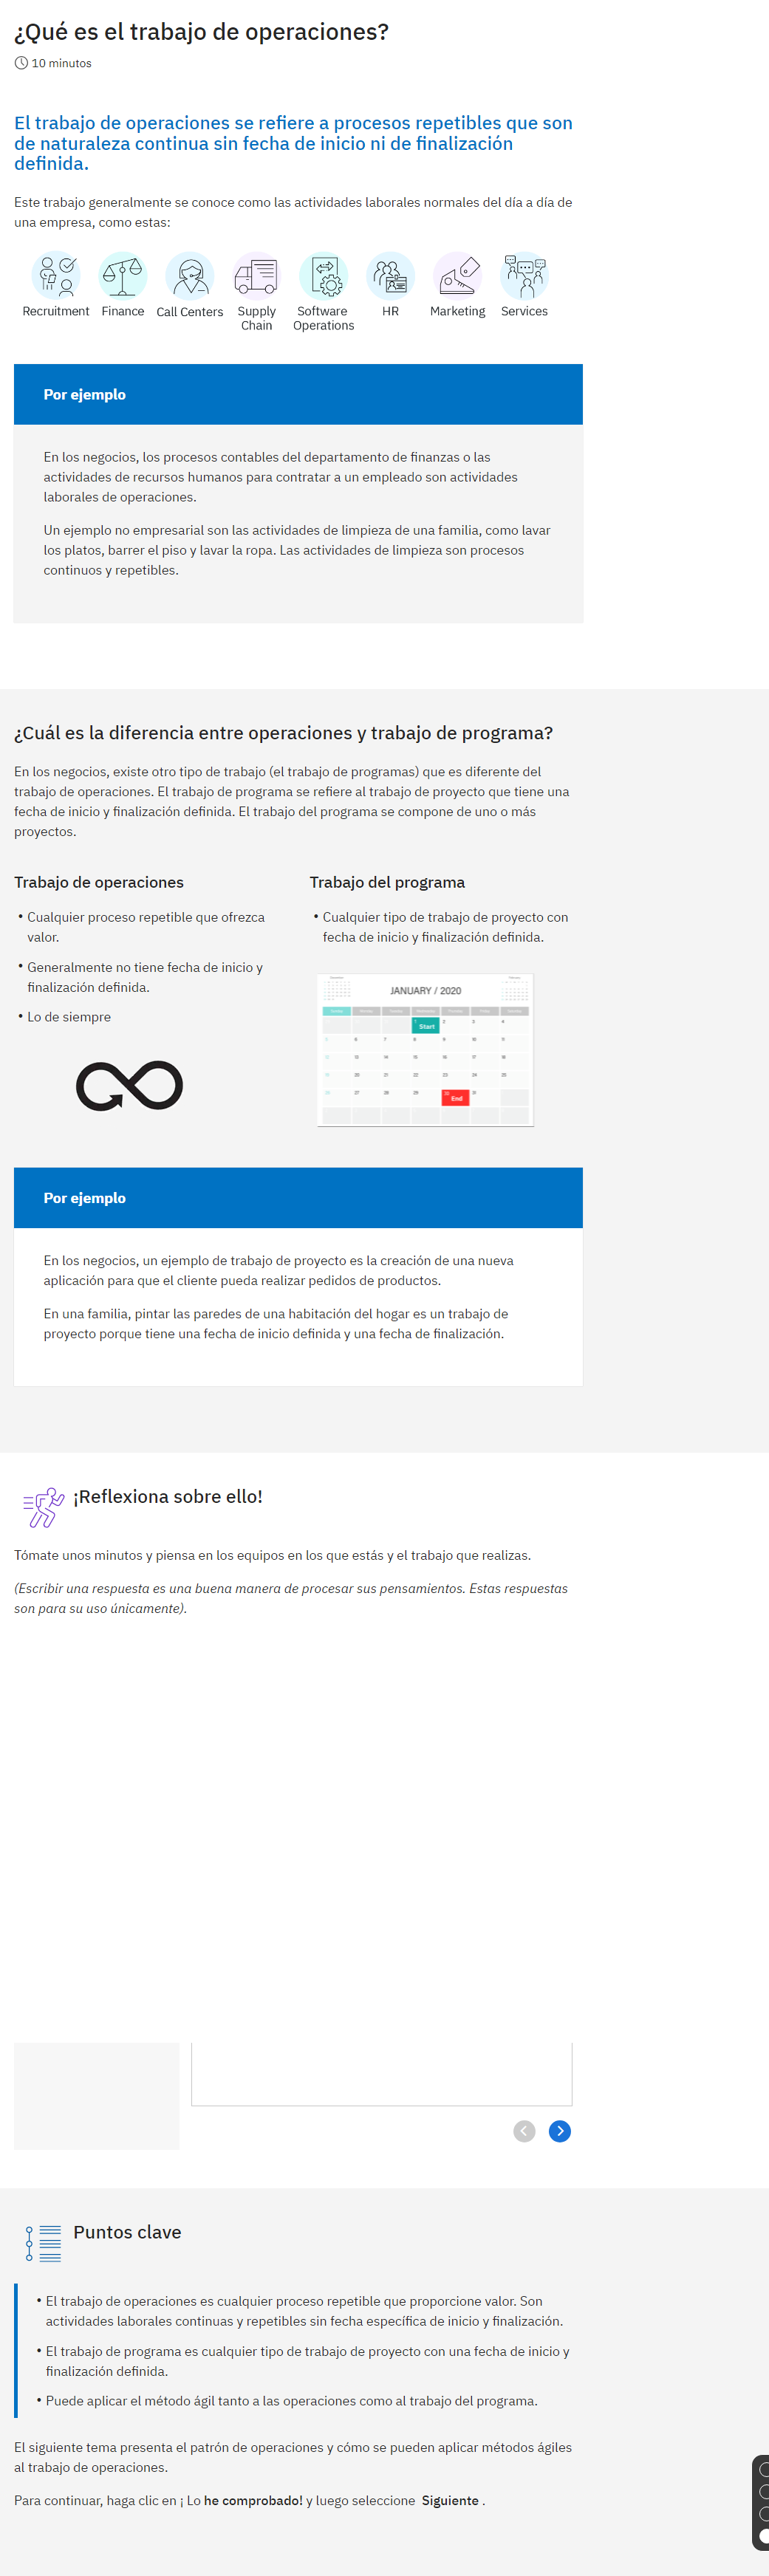 ¿Qué es el trabajo de operaciones?
10 minutos
El trabajo de operaciones se refiere a procesos repetibles que son
de naturaleza continua sin fecha de inicio ni de finalización
definida.
Este trabajo generalmente se conoce como las actividades laborales normales del día a día de
una empresa, como estas:
Recruitment Finance Call Centers Supply Chain Software Operations HR Marketing Services
Por ejemplo
En los negocios, los procesos contables del departamento de finanzas o las
actividades de recursos humanos para contratar a un empleado son actividades
laborales de operaciones.
Un ejemplo no empresarial son las actividades de limpieza de una familia, como lavar
los platos, barrer el piso y lavar la ropa. Las actividades de limpieza son procesos
continuos y repetibles.
¿Cuál es la diferencia entre operaciones y trabajo de programa?
En los negocios, existe otro tipo de trabajo (el trabajo de programas) que es diferente del
trabajo de operaciones. El trabajo de programa se refiere al trabajo de proyecto que tiene una
fecha de inicio y finalización definida. El trabajo del programa se compone de uno o más
proyectos.
Trabajo de operaciones
• Cualquier proceso repetible que ofrezca
valor.
• Generalmente no tiene fecha de inicio y
finalización definida.
• Lo de siempre
Trabajo del programa
• Cualquier tipo de trabajo de proyecto con
fecha de inicio y finalización definida.
JANUARY / 2020
Start
End
Por ejemplo
En los negocios, un ejemplo de trabajo de proyecto es la creación de una nueva
aplicación para que el cliente pueda realizar pedidos de productos.
En una familia, pintar las paredes de una habitación del hogar es un trabajo de
proyecto porque tiene una fecha de inicio definida y una fecha de finalización.
¡Reflexiona sobre ello!
Tómate unos minutos y piensa en los equipos en los que estás y el trabajo que realizas.
(Escribir una respuesta es una buena manera de procesar sus pensamientos. Estas respuestas
son para su uso únicamente).
Puntos clave
• El trabajo de operaciones es cualquier proceso repetible que proporcione valor. Son
actividades laborales continuas y repetibles sin fecha específica de inicio y finalización.
• El trabajo de programa es cualquier tipo de trabajo de proyecto con una fecha de inicio y
finalización definida.
• Puede aplicar el método ágil tanto a las operaciones como al trabajo del programa.
El siguiente tema presenta el patrón de operaciones y cómo se pueden aplicar métodos ágiles
al trabajo de operaciones.
Para continuar, haga clic en ¡ Lo he comprobado! y luego seleccione Siguiente .